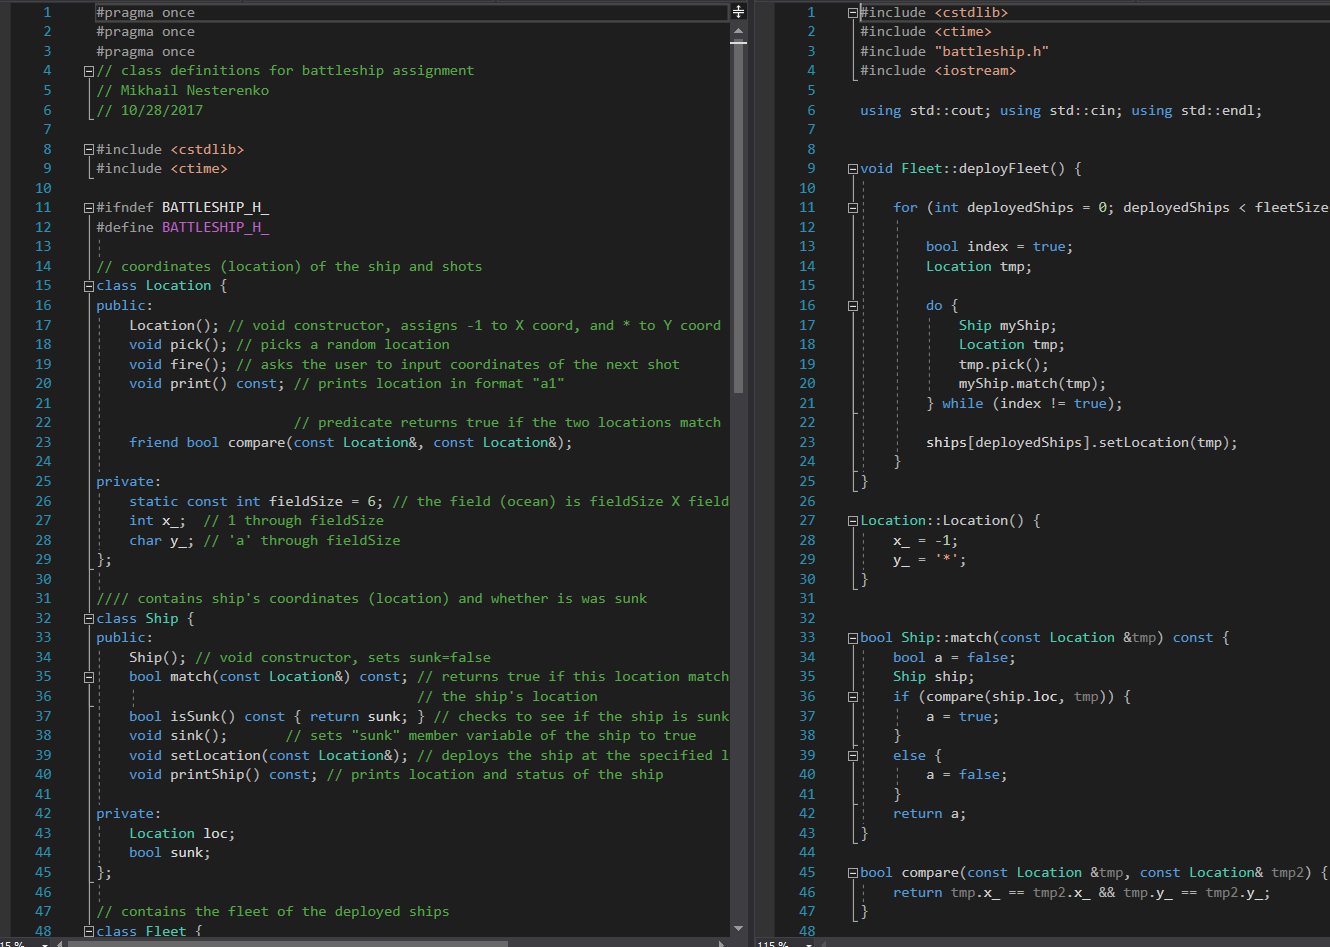 1 #pragma once
2 #pragma once
3 #pragma once
4 // class definitions for battleship assignment
5 // Mikhail Nesterenko
6 // 10/28/2017
7
8 #include <cstdlib>
9 #include <ctime>
10
11 #ifndef BATTLESHIP_H_
12 #define BATTLESHIP_H_
13
14 // coordinates (location) of the ship and shots
15 class Location {
16 public:
17     Location(); // void constructor, assigns -1 to X coord, and * to Y coord
18     void pick(); // picks a random location
19     void fire(); // asks the user to input coordinates of the next shot
20     void print() const; // prints location in format "a1"
21
22                         // predicate returns true if the two locations match
23     friend bool compare(const Location&, const Location&);
24
25 private:
26     static const int fieldSize = 6; // the field (ocean) is fieldSize X field
27     int x_;  // 1 through fieldSize
28     char y_; // 'a' through fieldSize
29 };
30
31 //// contains ship's coordinates (location) and whether is was sunk
32 class Ship {
33 public:
34     Ship(); // void constructor, sets sunk=false
35     bool match(const Location&) const; // returns true if this location match
36                                        // the ship's location
37     bool isSunk() const { return sunk; } // checks to see if the ship is sunk
38     void sink();       // sets "sunk" member variable of the ship to true
39     void setLocation(const Location&); // deploys the ship at the specified l
40     void printShip() const; // prints location and status of the ship
41
42 private:
43     Location loc;
44     bool sunk;
45 };
46
47 // contains the fleet of the deployed ships
48 class Fleet {
15 %
1 #include <cstdlib>
2 #include <ctime>
3 #include "battleship.h"
4 #include <iostream>
5
6 using std::cout; using std::cin; using std::endl;
7
8
9 void Fleet::deployFleet() {
10
11     for (int deployedShips = 0; deployedShips < fleetSize
12
13         bool index = true;
14         Location tmp;
15
16         do {
17             Ship myShip;
18             Location tmp;
19             tmp.pick();
20             myShip.match(tmp);
21         } while (index != true);
22
23         ships[deployedShips].setLocation(tmp);
24     }
25 }
26
27 Location::Location() {
28     x_ = -1;
29     y_ = '*';
30 }
31
32
33 bool Ship::match(const Location &tmp) const {
34     bool a = false;
35     Ship ship;
36     if (compare(ship.loc, tmp)) {
37         a = true;
38     }
39     else {
40         a = false;
41     }
42     return a;
43 }
44
45 bool compare(const Location &tmp, const Location& tmp2) {
46     return tmp.x_ == tmp2.x_ && tmp.y_ == tmp2.y_;
47 }
48
115 %